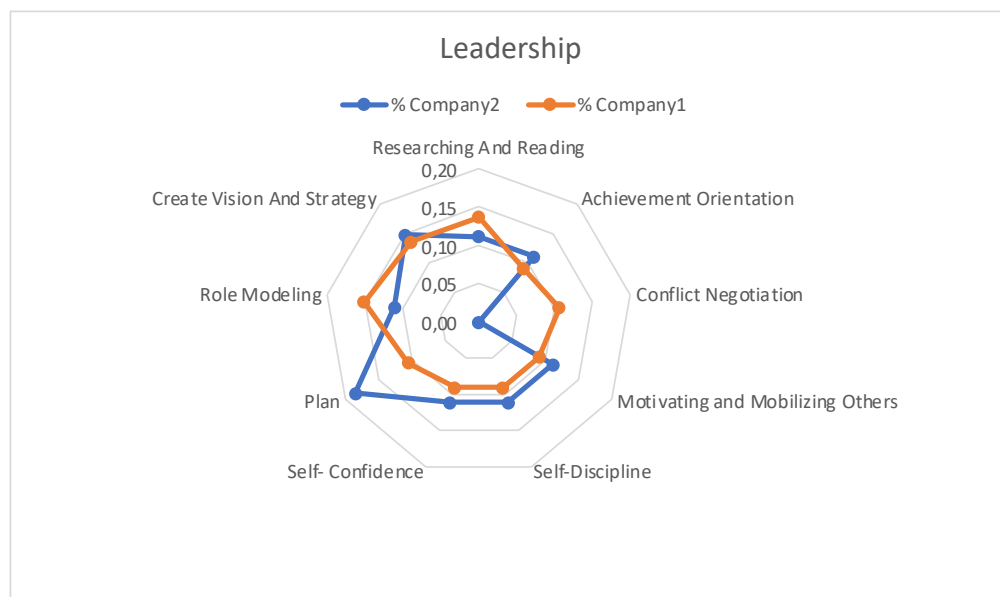 Leadership
% Company2
% Company1
Researching And Reading
0,20
Create Vision And Strategy
Achievement Orientation
0,15
0,10
Role Modeling
Conflict Negotiation
0,05
0,00
Plan
Motivating and Mobilizing Others
Self- Confidence
Self-Discipline